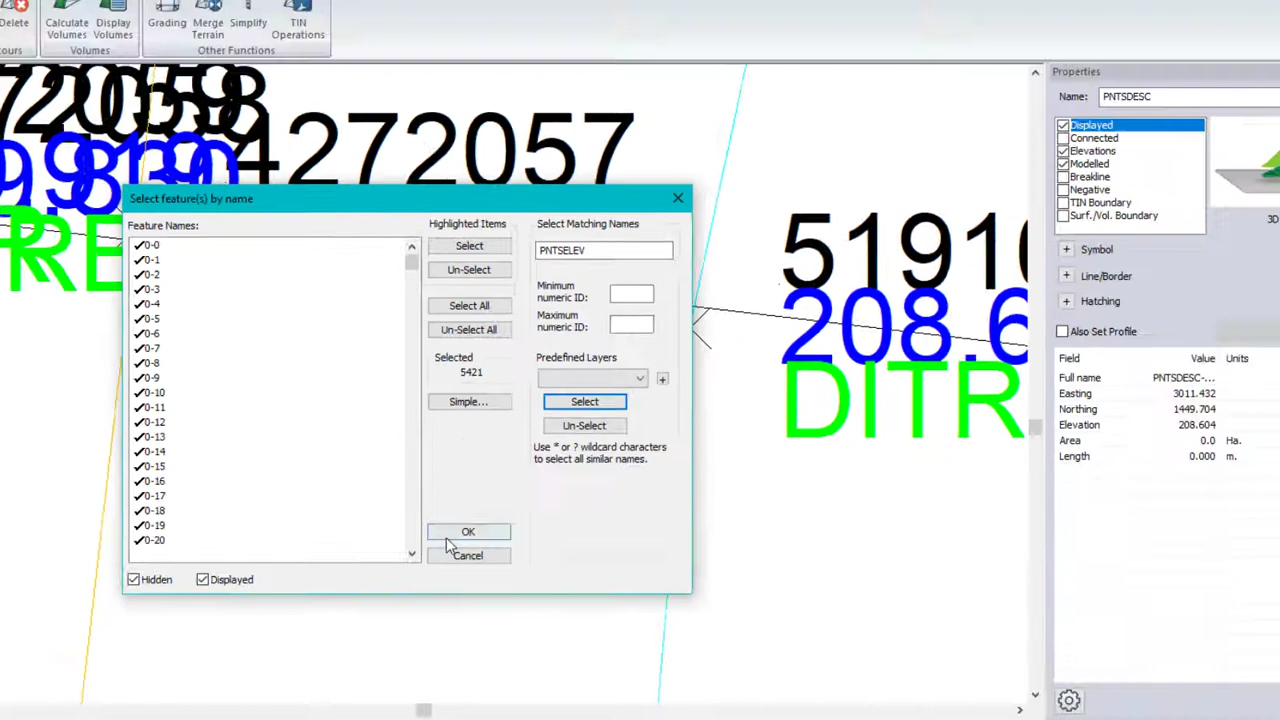 Delete
Calculate Volumes
Display Volumes
Grading
Merge Terrain
Simplify
TIN Operations
ours
Volumes
Other Functions
4272057
51910
208.6
DITR
RE
Select feature(s) by name
Feature Names:
0-0
0-1
0-2
0-3
0-4
0-5
0-6
0-7
0-8
0-9
0-10
0-11
0-12
0-13
0-14
0-15
0-16
0-17
0-18
0-19
0-20
Hidden
Displayed
Highlighted Items
Select
Un-Select
Select All
Un-Select All
Selected
5421
Simple...
OK
Cancel
Select Matching Names
PNTSELEV
Minimum
numeric ID:
Maximum
numeric ID:
Predefined Layers
+
Select
Un-Select
Use * or ? wildcard characters
to select all similar names.
Properties
Name: PNTSDESC
Displayed
Connected
Elevations
Modelled
Breakline
Negative
TIN Boundary
Surf./Vol. Boundary
3D
+ Symbol
+ Line/Border
+ Hatching
Also Set Profile
Field Value Units
Full name PNTSDESC-...
Easting 3011.432
Northing 1449.704
Elevation 208.604
Area 0.0 Ha.
Length 0.000 m.